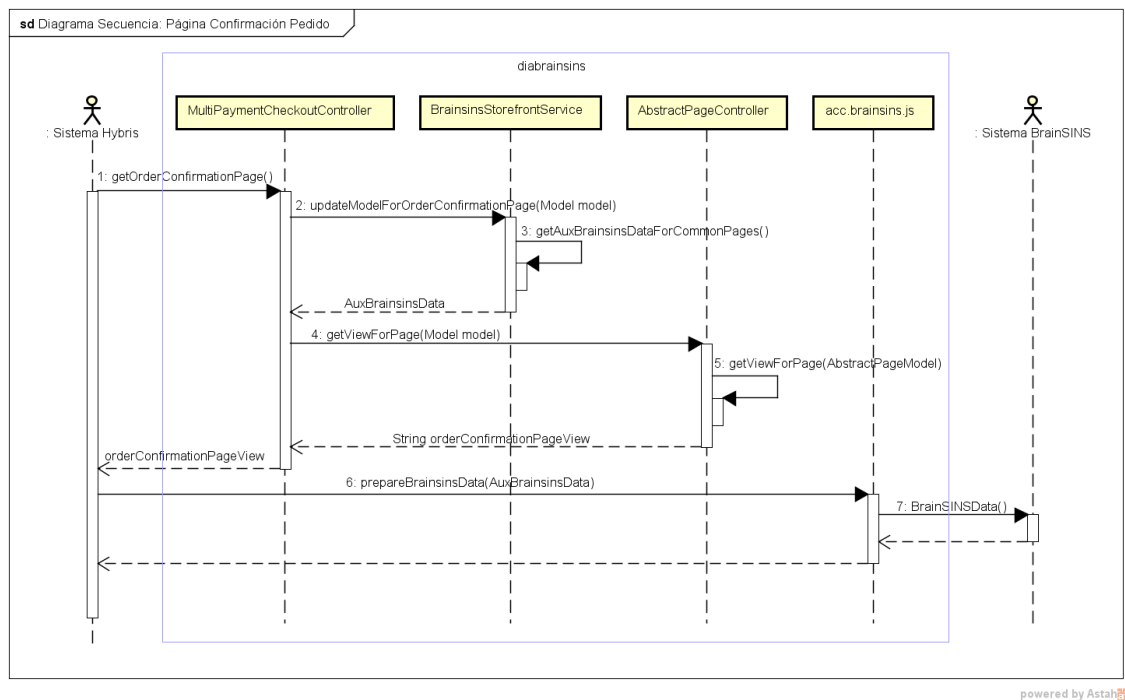 sd Diagrama Secuencia: Página Confirmación Pedido
diabrainsins
: Sistema Hybris
MultiPaymentCheckoutController
BrainsinsStorefrontService
AbstractPageController
acc.brainsins.js
: Sistema BrainSINS
1: getOrderConfirmationPage()
2: updateModelForOrderConfirmationPage(Model model)
3: getAuxBrainsinsDataForCommonPages()
AuxBrainsinsData
4: getViewForPage(Model model)
5: getViewForPage(AbstractPageModel)
String orderConfirmationPageView
orderConfirmationPageView
6: prepareBrainsinsData(AuxBrainsinsData)
7: BrainSINSData()
powered by Astah